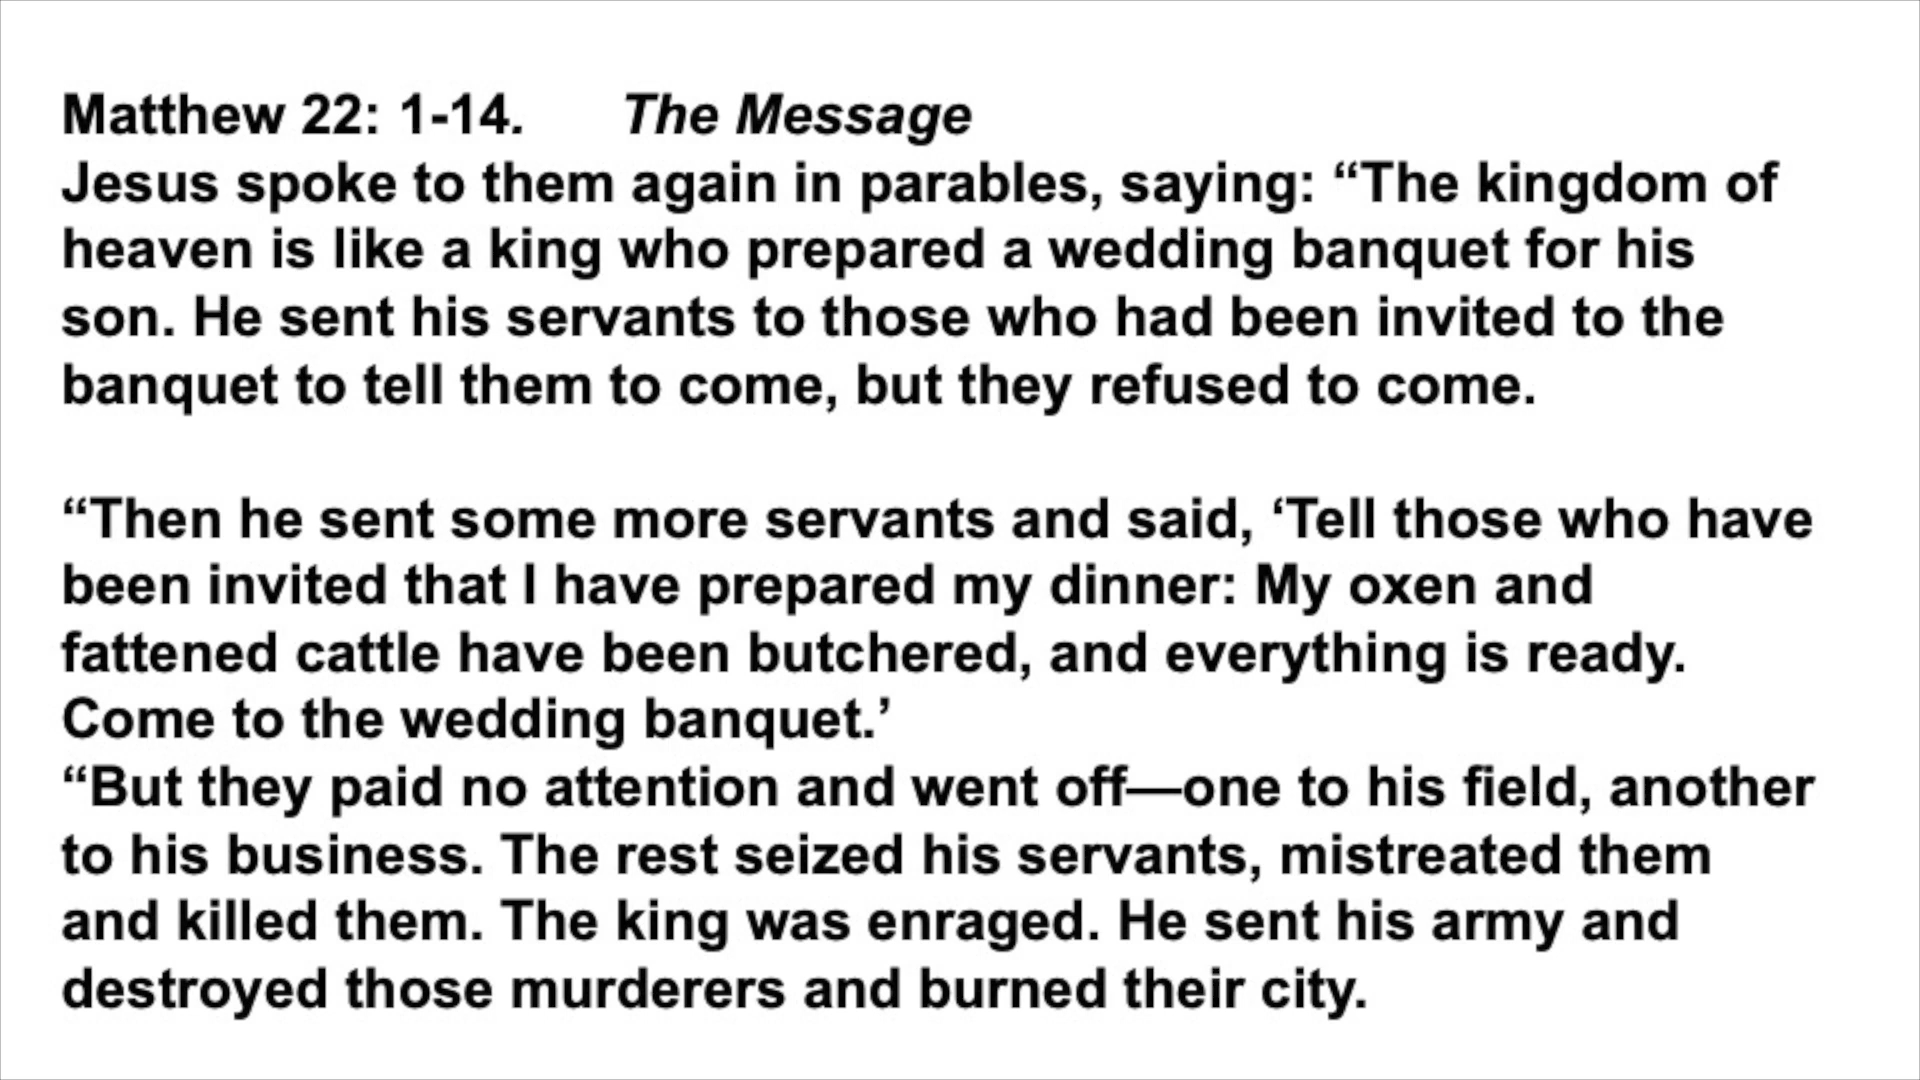 Matthew 22: 1-14. The Message
Jesus spoke to them again in parables, saying: “The kingdom of
heaven is like a king who prepared a wedding banquet for his
son. He sent his servants to those who had been invited to the
banquet to tell them to come, but they refused to come.
“Then he sent some more servants and said, ‘Tell those who have
been invited that I have prepared my dinner: My oxen and
fattened cattle have been butchered, and everything is ready.
Come to the wedding banquet.’
“But they paid no attention and went off—one to his field, another
to his business. The rest seized his servants, mistreated them
and killed them. The king was enraged. He sent his army and
destroyed those murderers and burned their city.